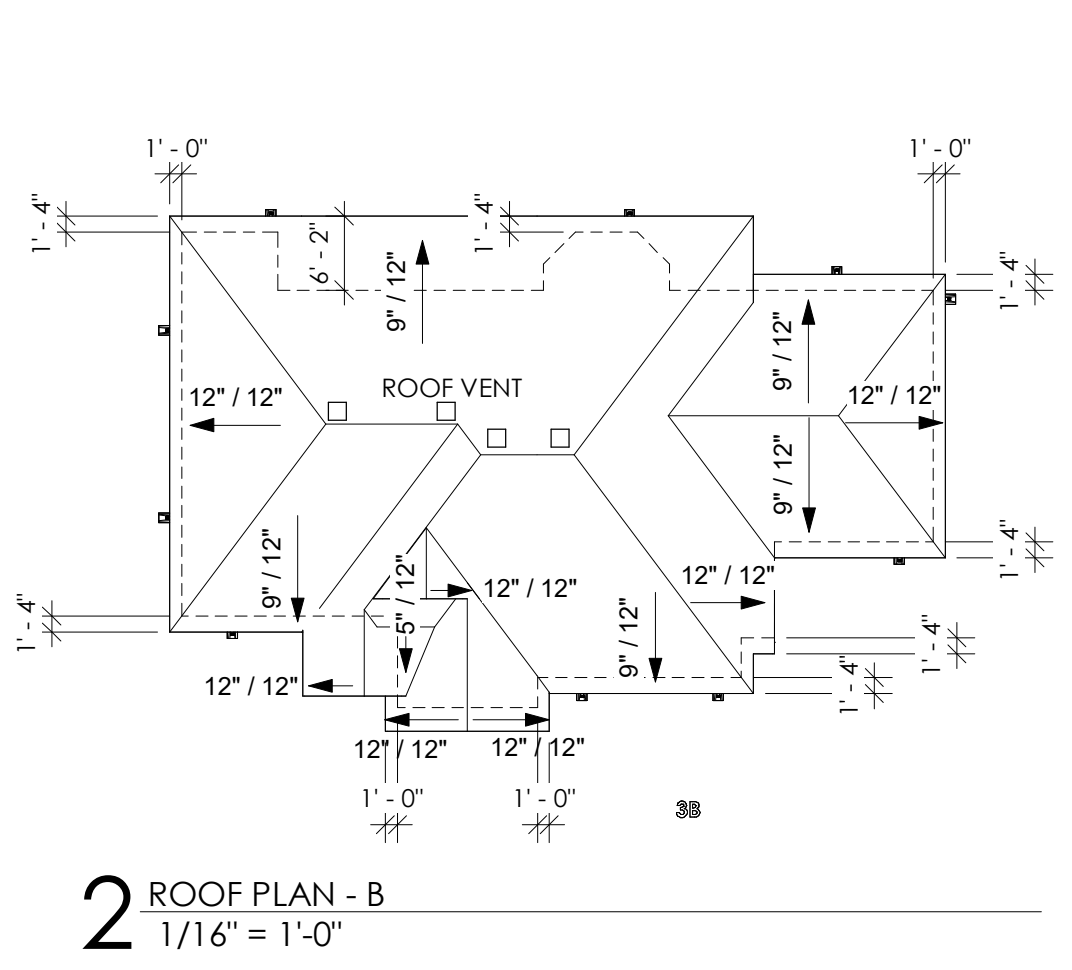 1' - 0"
1' - 0"
1' - 4"
6' - 2"
1' - 4"
1' - 4"
9" / 12"
9" / 12"
ROOF VENT
12" / 12"
12" / 12"
9" / 12"
9" / 12"
5" / 12"
12" / 12"
12" / 12"
1' - 4"
1' - 4"
9" / 12"
1' - 4"
1' - 4"
12" / 12"
12" / 12"
12" / 12"
1' - 0"
1' - 0"
3B
2
ROOF PLAN - B
1/16" = 1'-0"